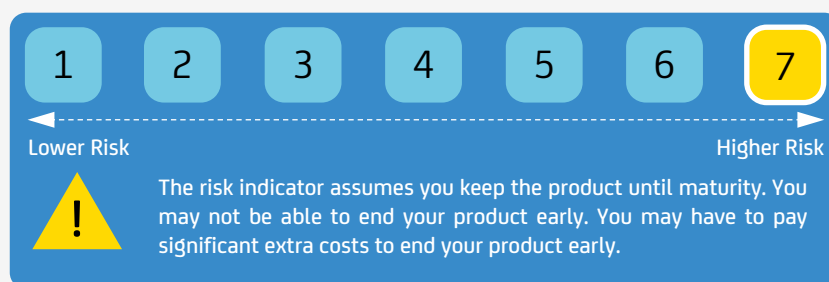 1 2 3 4 5 6 7
Lower Risk Higher Risk
!
The risk indicator assumes you keep the product until maturity. You
may not be able to end your product early. You may have to pay
significant extra costs to end your product early.